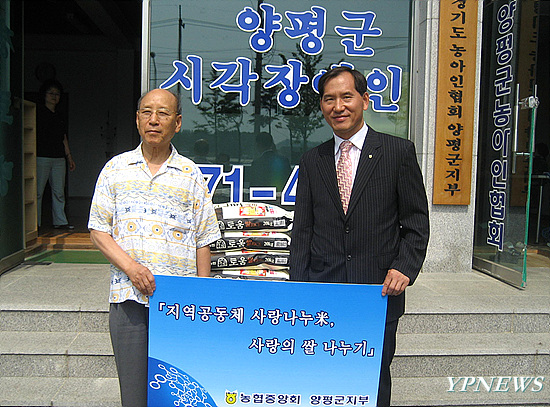 양평군
시각장애인
71-4
경기도농아인협회 양평군지부
양평군농아인협회
토옹 20kg
「지역공동체 사랑나누米,
사랑의 쌀 나누기」
농협중앙회 양평군지부
YPNEWS